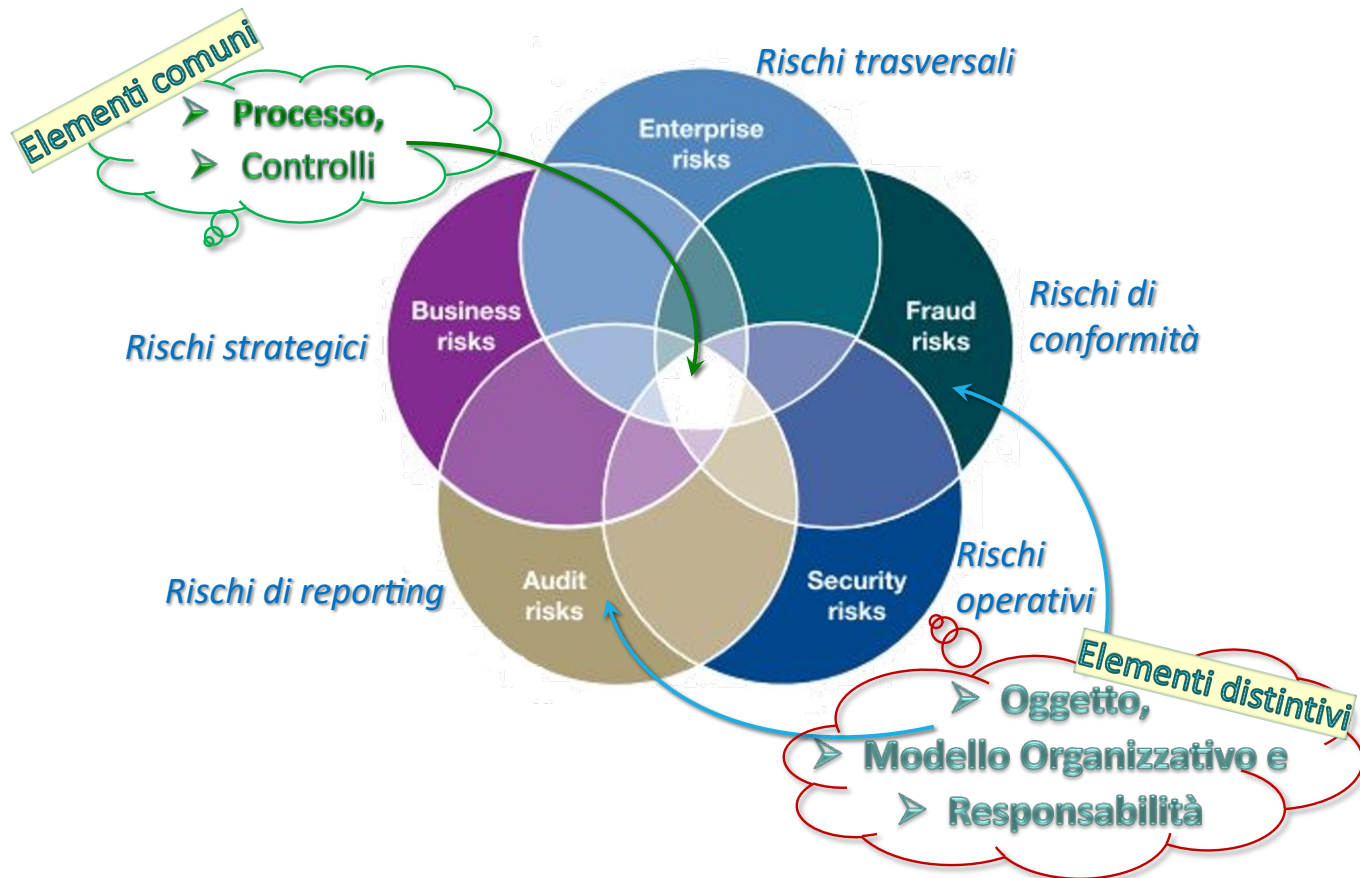 Elementi comuni
Processo,
Controlli
Rischi trasversali
Enterprise
risks
Business
risks
Fraud
risks
Rischi di
conformità
Rischi strategici
Rischi di reporting
Audit
risks
Security
risks
Rischi
operativi
Elementi distintivi
Oggetto,
Modello Organizzativo e
Responsabilità